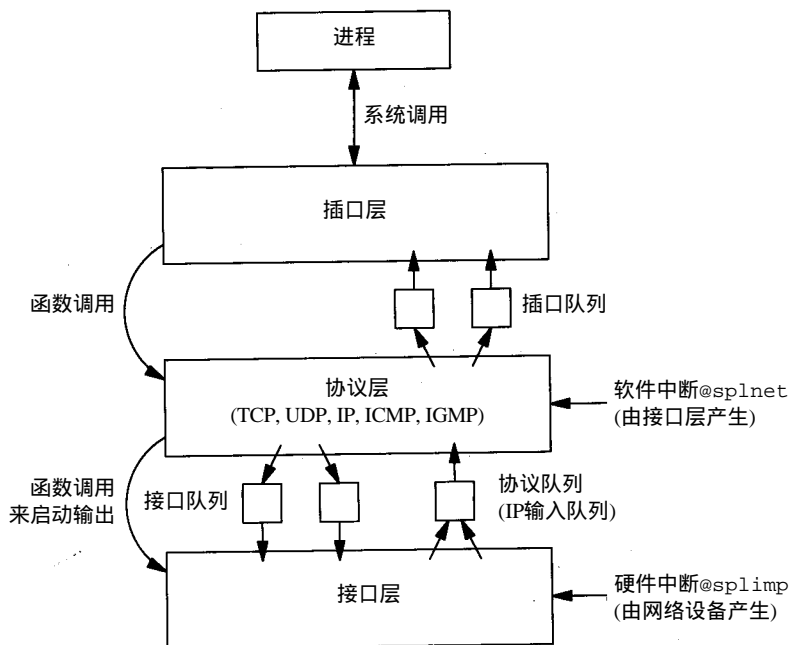 进程
系统调用
插口层
函数调用
插口队列
协议层
(TCP, UDP, IP, ICMP, IGMP)
软件中断@splnet
(由接口层产生)
函数调用
来启动输出
接口队列
协议队列
(IP输入队列)
接口层
硬件中断@splimp
(由网络设备产生)